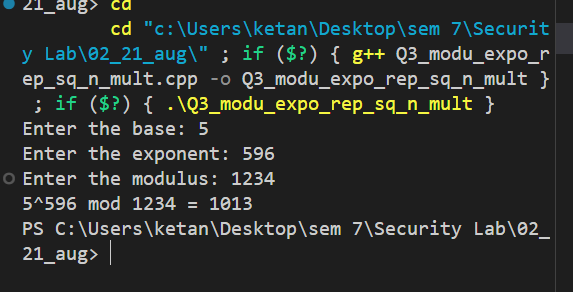 21_aug> cd
cd "c:\Users\ketan\Desktop\sem 7\Securit
y Lab\02_21_aug\" ; if ($?) { g++ Q3_modu_expo_r
ep_sq_n_mult.cpp -o Q3_modu_expo_rep_sq_n_mult }
; if ($?) { .\Q3_modu_expo_rep_sq_n_mult }
Enter the base: 5
Enter the exponent: 596
Enter the modulus: 1234
5^596 mod 1234 = 1013
PS C:\Users\ketan\Desktop\sem 7\Security Lab\02_
21_aug>